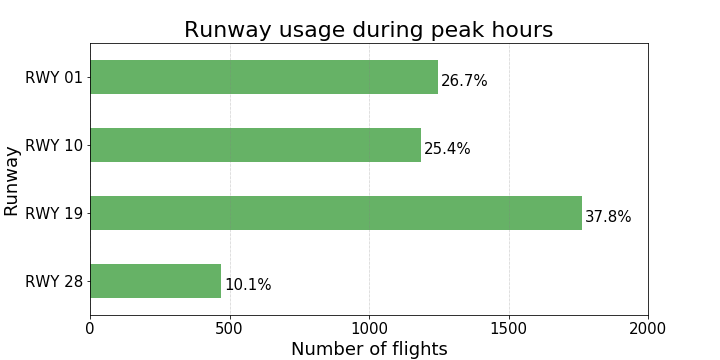 Runway usage during peak hours
RWY 01
26.7%
RWY 10
25.4%
Runway
RWY 19
37.8%
RWY 28
10.1%
0 500 1000 1500 2000
Number of flights